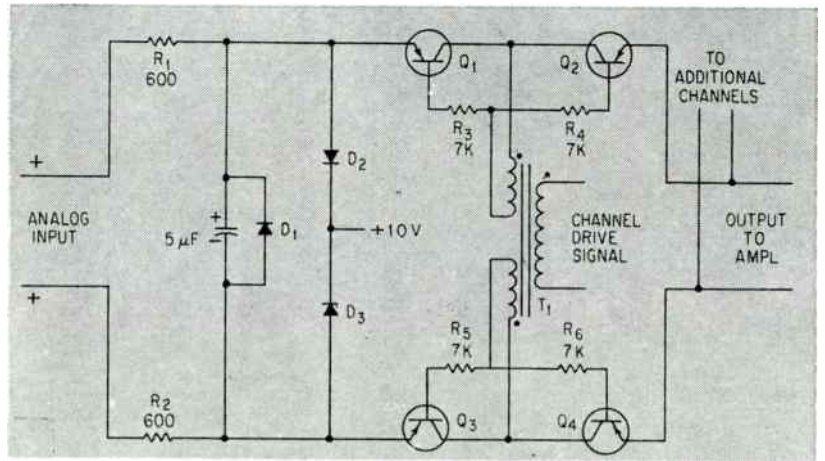 R1
600
Q1
Q2
TO
ADDITIONAL
CHANNELS
R3
7K
R4
7K
+
D2
ANALOG
INPUT
+
5 μF
−
D1
+10V
CHANNEL
DRIVE
SIGNAL
OUTPUT
TO
AMPL
+
D3
T1
R5
7K
R6
7K
R2
600
Q3
Q4